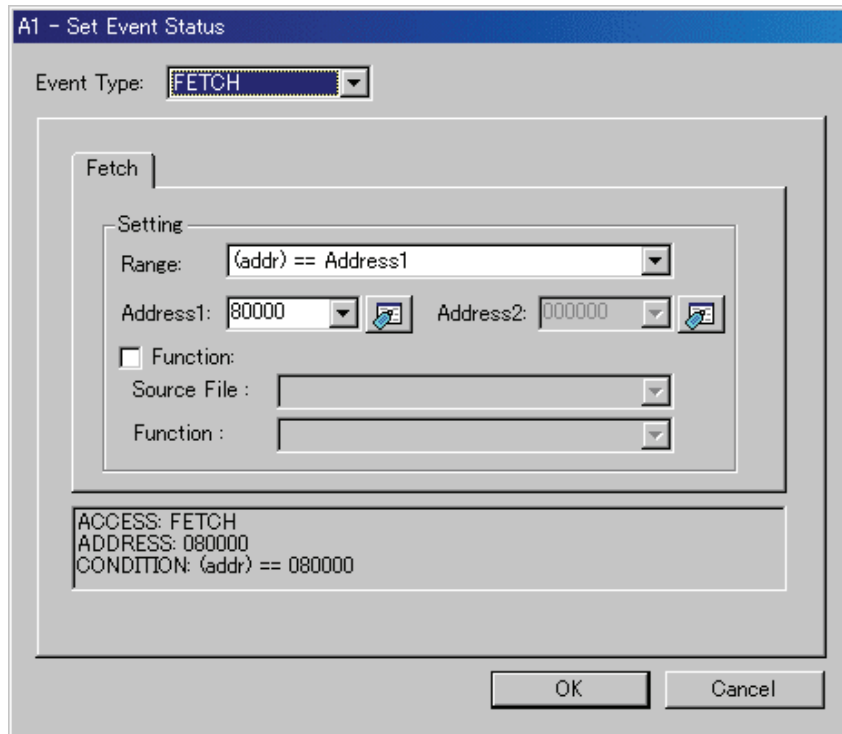 A1 - Set Event Status
Event Type: FETCH
Fetch
Setting
Range: (addr) == Address1
Address1: 80000 Address2: 000000
Function:
Source File :
Function :
ACCESS: FETCH
ADDRESS: 080000
CONDITION: (addr) == 080000
OK Cancel